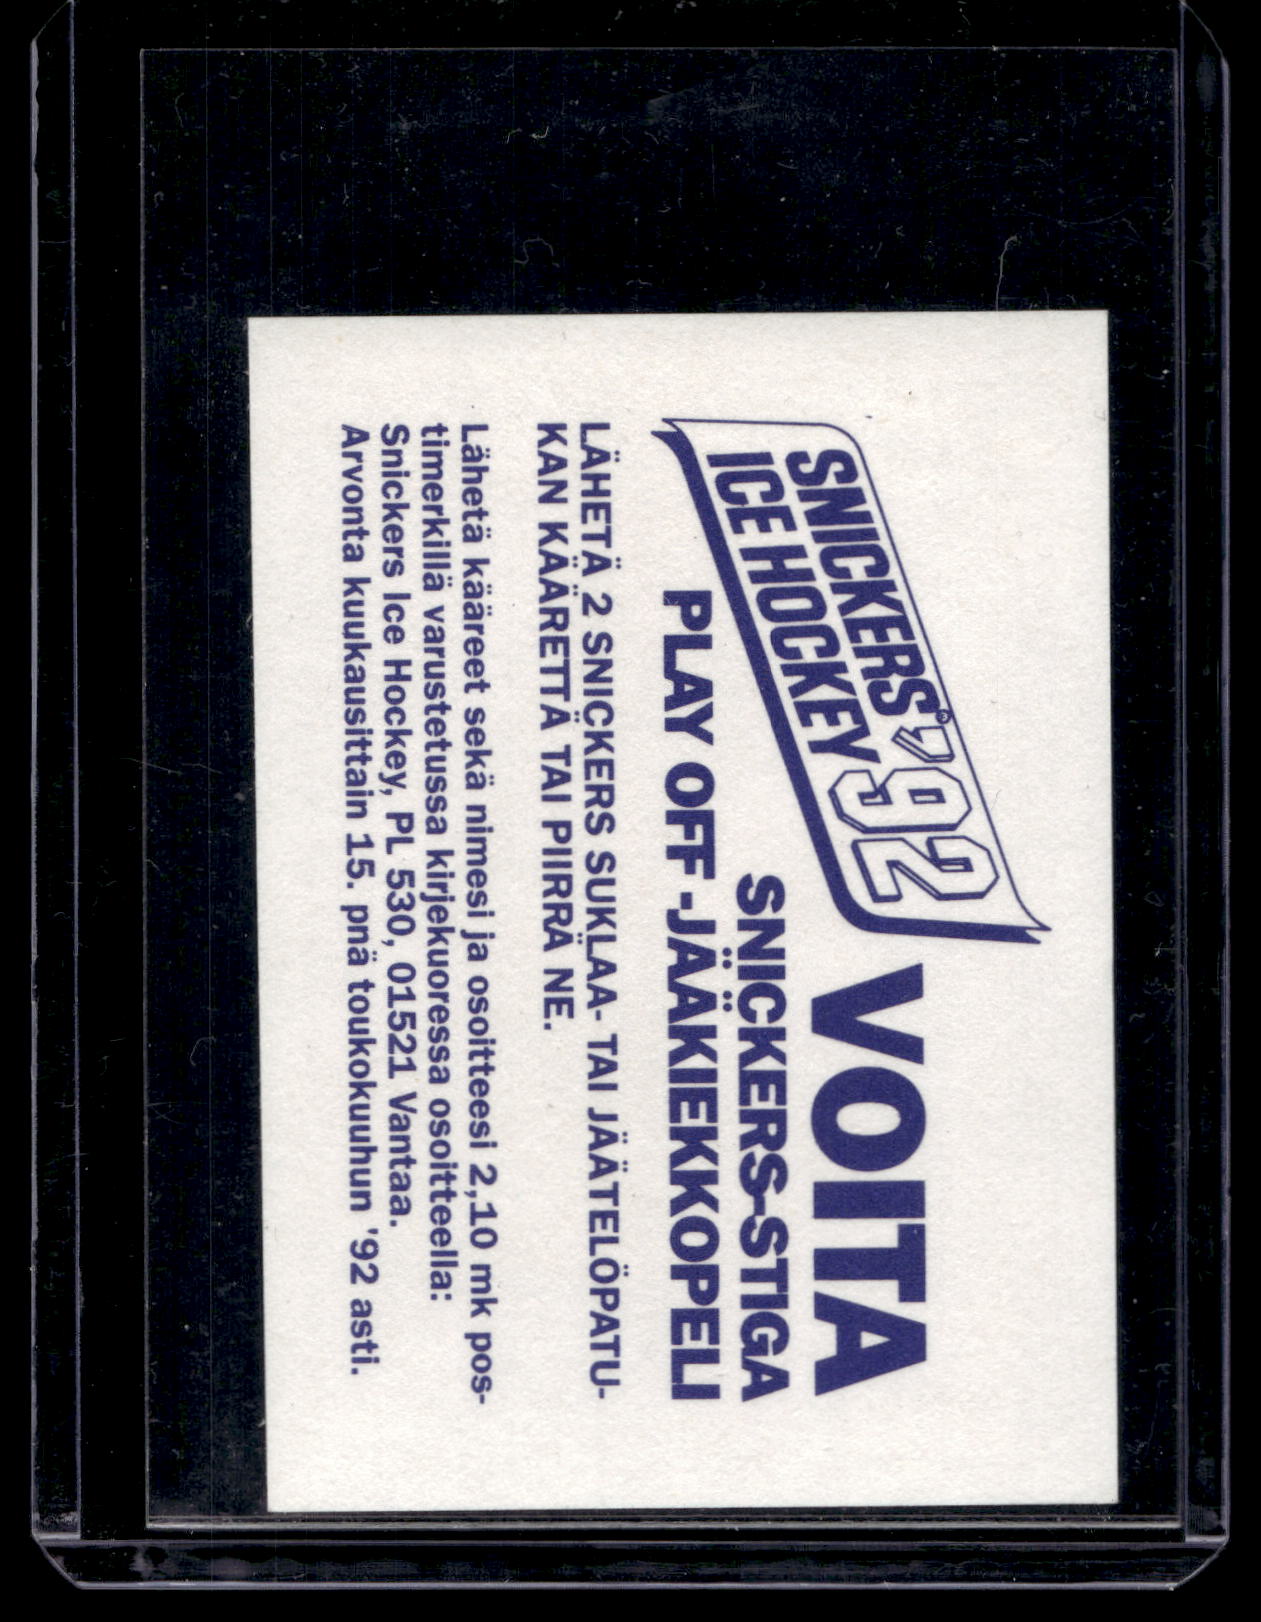 SNICKERS® '92
ICE HOCKEY
VOITA
SNICKERS-STIGA
PLAY OFF -JÄÄKIEKKOPELI
LÄHETÄ 2 SNICKERS SUKLAA- TAI JÄÄTELÖPATU-
KAN KÄÄRETTÄ TAI PIIRRÄ NE.
Lähetä kääreet sekä nimesi ja osoitteesi 2,10 mk pos-
timerkillä varustetussa kirjekuoressa osoitteella:
Snickers Ice Hockey, PL 530, 01521 Vantaa.
Arvonta kuukausittain 15. pnä toukokuuhun '92 asti.